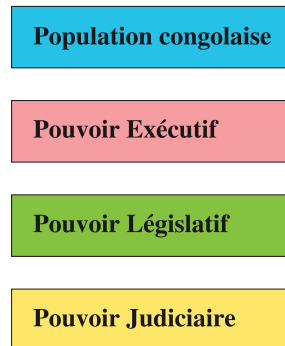 Population congolaise
Pouvoir Exécutif
Pouvoir Législatif
Pouvoir Judiciaire